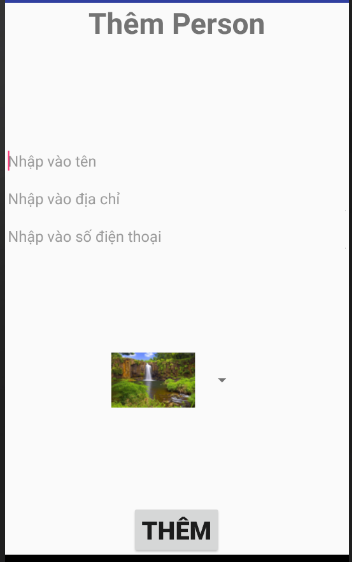 Thêm Person
Nhập vào tên
Nhập vào địa chỉ
Nhập vào số điện thoại
THÊM